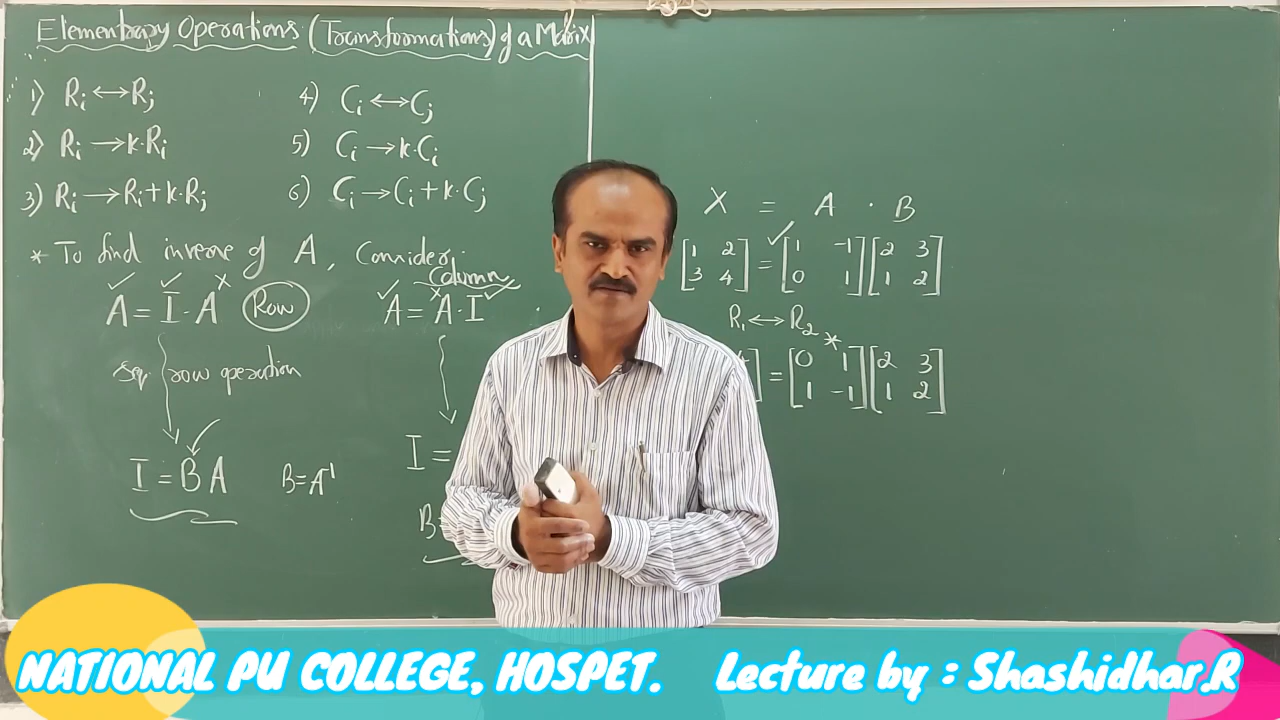 Elementary Operations (Transformations) of a Matrix
1) Ri ↔ Rj
2) Ri → k·Ri
3) Ri → Ri + k·Rj
4) Ci ↔ Cj
5) Ci → k·Ci
6) Ci → Ci + k·Cj
* To find inverse of A, Consider
A = I · A Row
row operation
I = B A B = A⁻¹
Column
A = A · I
I =
X = A · B
[1 2] = [1 -1] [2 3]
[3 4] [0 1] [1 2]
R1 ↔ R2 *
] = [0 1] [2 3]
] [1 -1] [1 2]
NATIONAL PU COLLEGE, HOSPET. Lecture by : Shashidhar.R